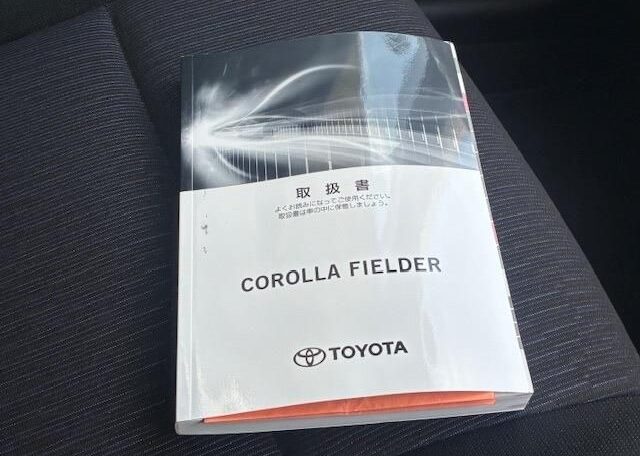 取扱書
よくお読みになってご使用ください。
取扱書は車の中に保管しましょう。
COROLLA FIELDER
TOYOTA